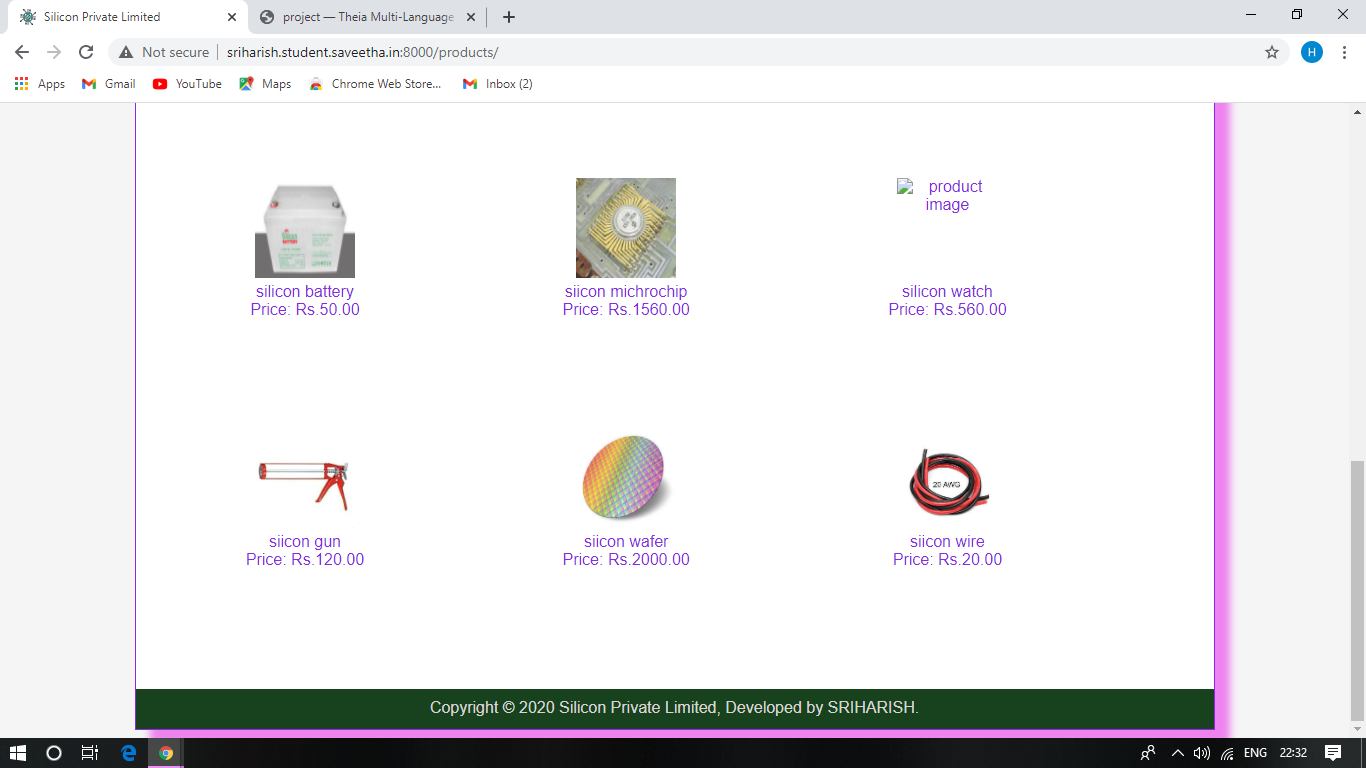 Silicon Private Limited
project — Theia Multi-Language
Not secure
sriharish.student.saveetha.in:8000/products/
H
Apps
Gmail
YouTube
Maps
Chrome Web Store...
Inbox (2)
product
image
silicon battery
Price: Rs.50.00
siicon michrochip
Price: Rs.1560.00
silicon watch
Price: Rs.560.00
20 AWG
siicon gun
Price: Rs.120.00
siicon wafer
Price: Rs.2000.00
siicon wire
Price: Rs.20.00
Copyright © 2020 Silicon Private Limited, Developed by SRIHARISH.
ENG
22:32